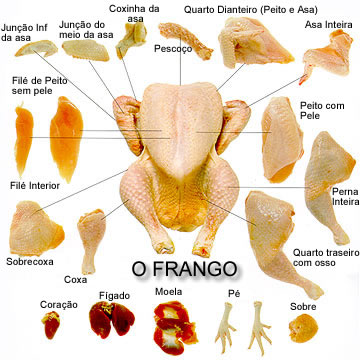 Coxinha da
asa
Quarto Dianteiro (Peito e Asa)
Junção Inf
da asa
Junção do
meio da asa
Pescoço
Asa Inteira
Filé de Peito
sem pele
Peito com
Pele
Filé Interior
Perna
Inteira
Sobrecoxa
Coxa
Quarto traseiro
com osso
O FRANGO
Coração
Fígado
Moela
Pé
Sobre